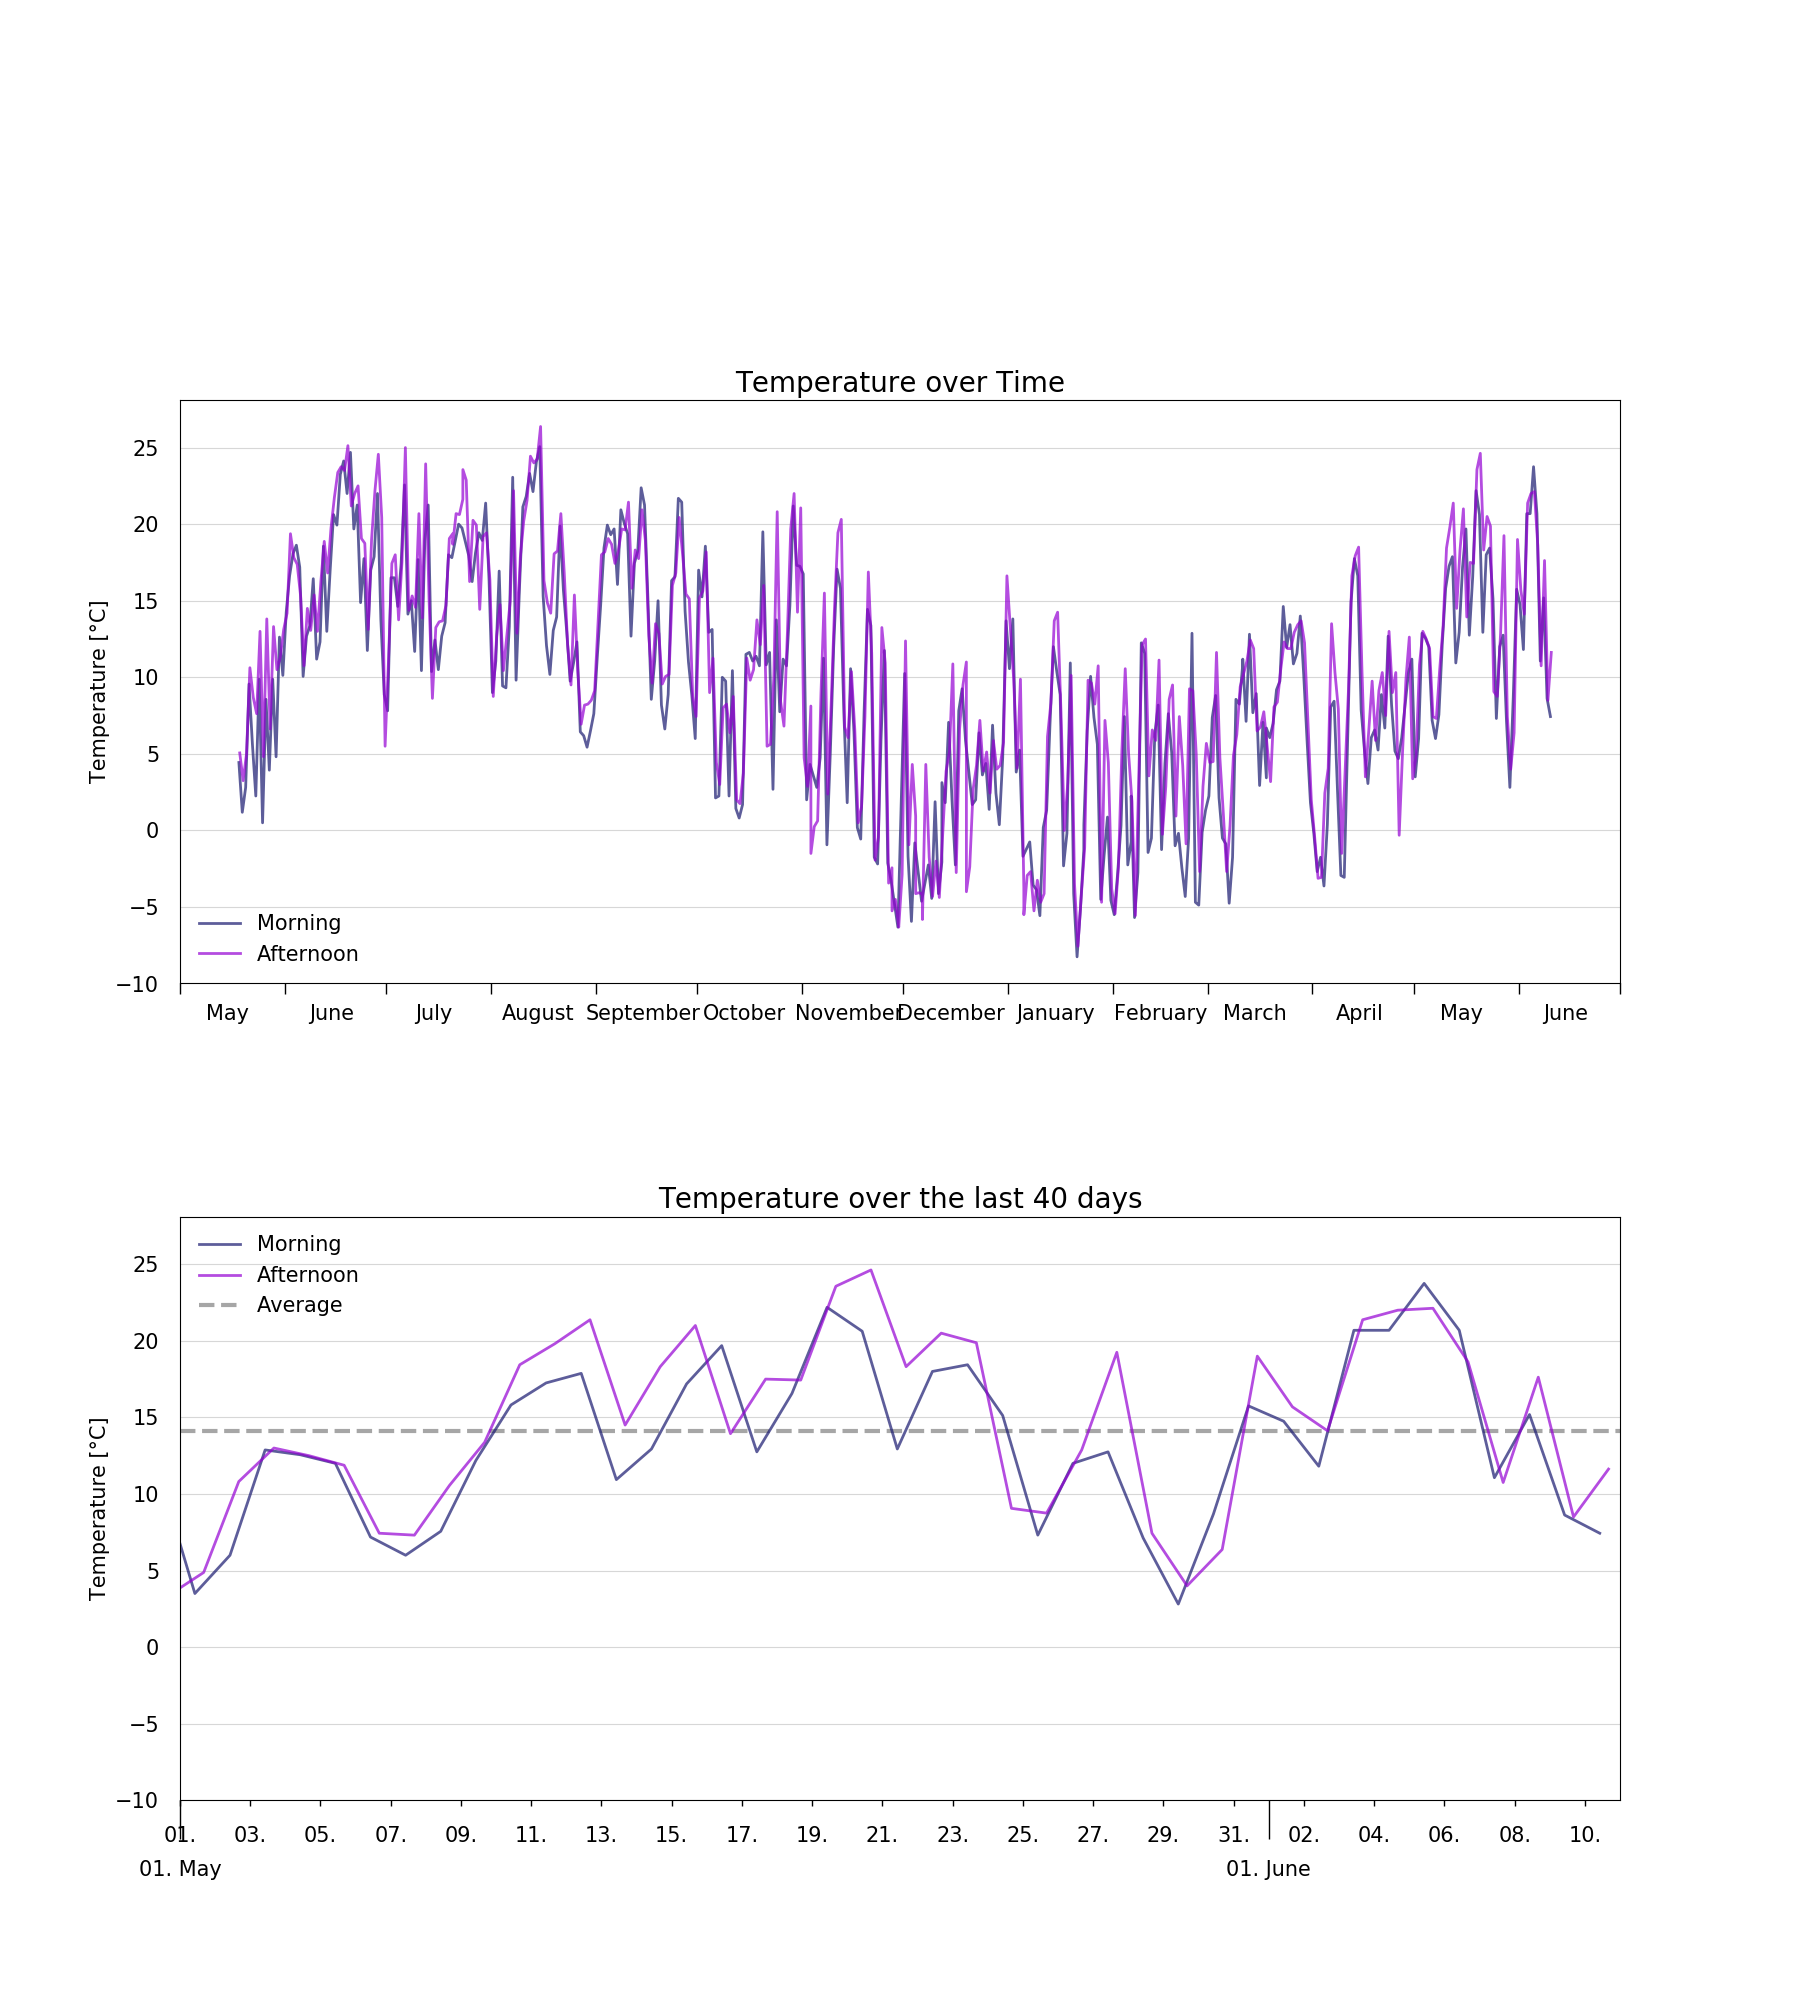 Temperature over Time
25
20
15
10
5
0
−5
−10
Temperature [°C]
Morning
Afternoon
May June July August September October November December January February March April May June
Temperature over the last 40 days
Morning
Afternoon
Average
25
20
15
10
5
0
−5
−10
Temperature [°C]
01. 03. 05. 07. 09. 11. 13. 15. 17. 19. 21. 23. 25. 27. 29. 31. 02. 04. 06. 08. 10.
01. May 01. June